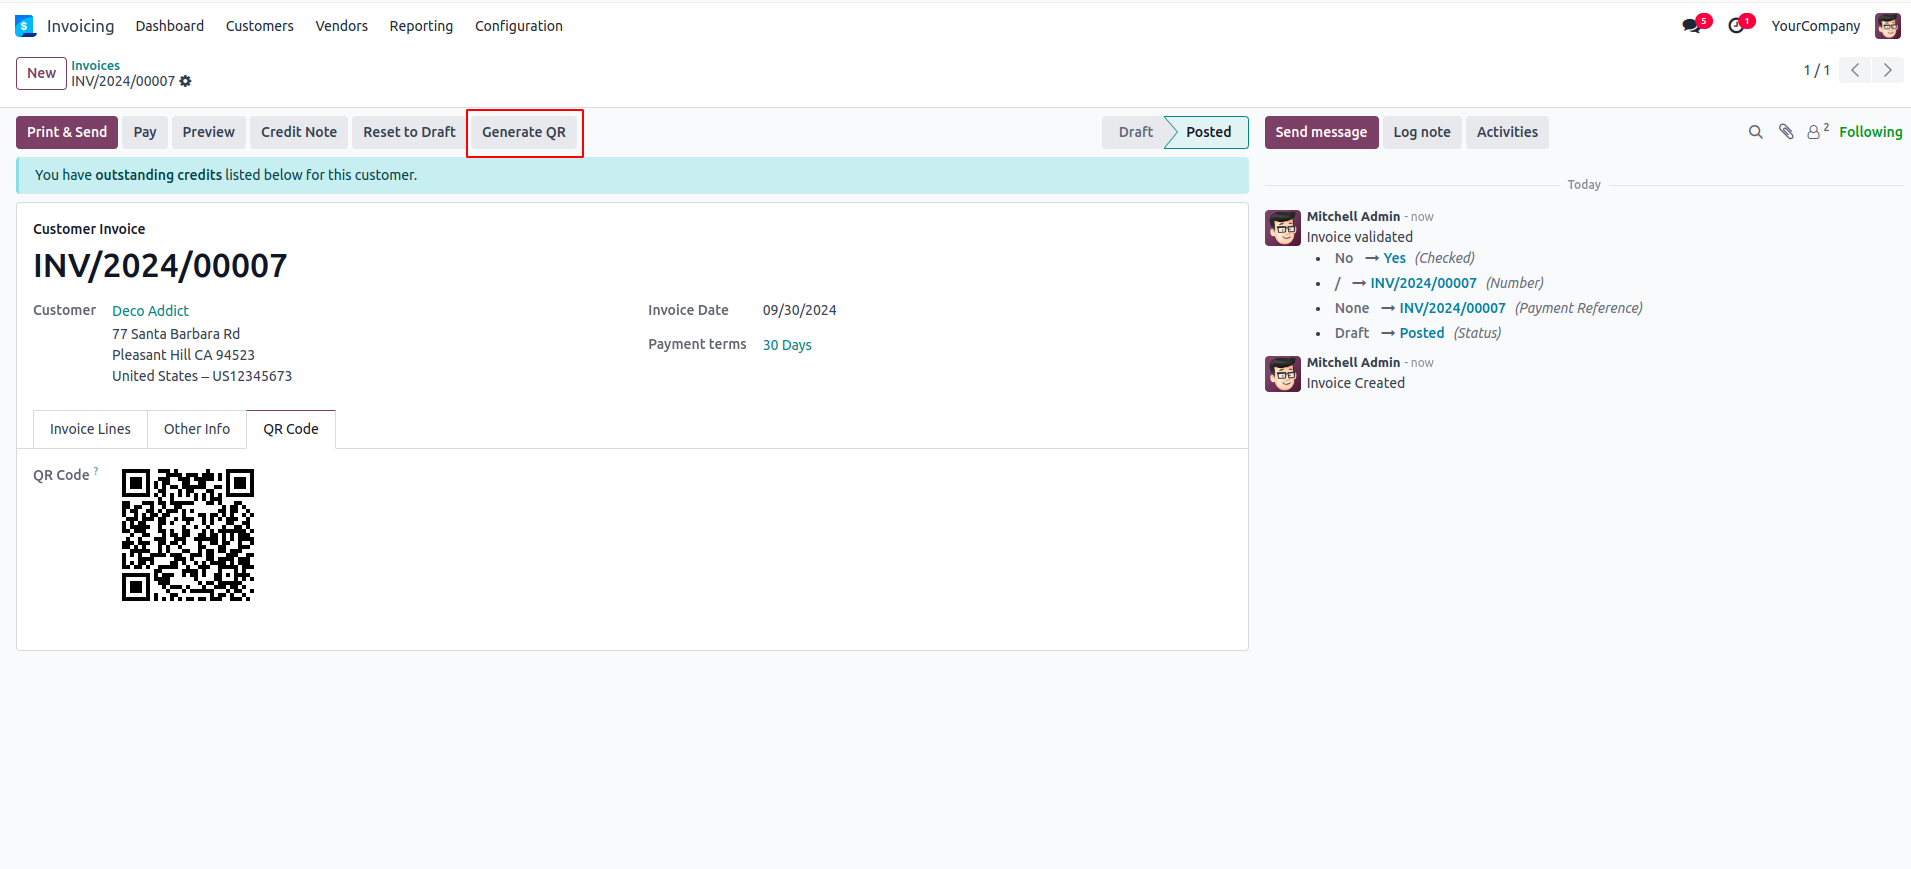 Invoicing Dashboard Customers Vendors Reporting Configuration 5 1 YourCompany
New Invoices
INV/2024/00007
1 / 1
Print & Send Pay Preview Credit Note Reset to Draft Generate QR Draft Posted
Send message Log note Activities 2 Following
You have outstanding credits listed below for this customer.
Customer Invoice
INV/2024/00007
Customer Deco Addict
77 Santa Barbara Rd
Pleasant Hill CA 94523
United States – US12345673
Invoice Date 09/30/2024
Payment terms 30 Days
Invoice Lines Other Info QR Code
QR Code ?
Today
Mitchell Admin - now
Invoice validated
• No → Yes (Checked)
• / → INV/2024/00007 (Number)
• None → INV/2024/00007 (Payment Reference)
• Draft → Posted (Status)
Mitchell Admin - now
Invoice Created